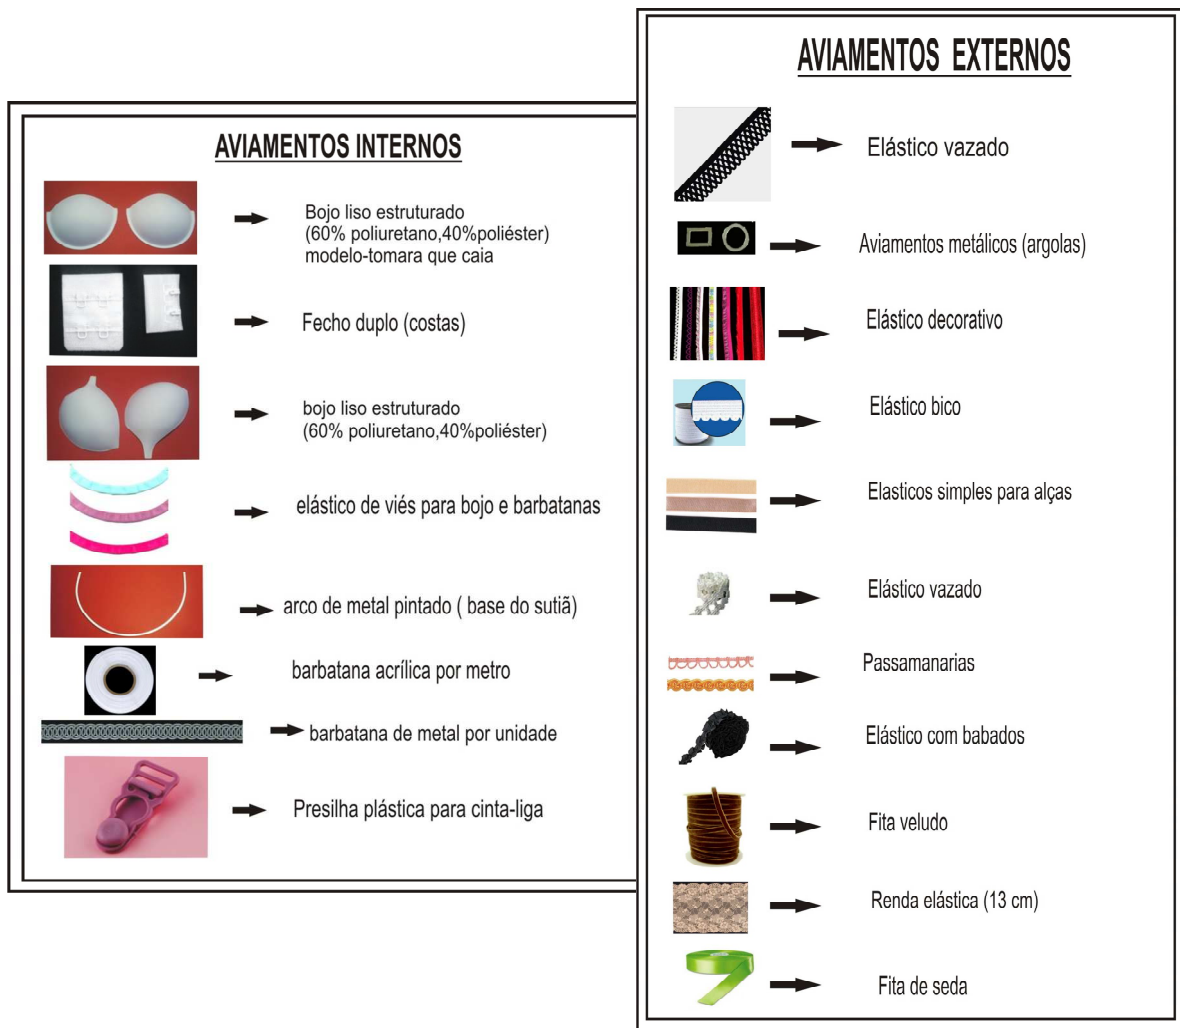 AVIAMENTOS INTERNOS
Bojo liso estruturado
(60% poliuretano,40%poliéster)
modelo-tomara que caia
Fecho duplo (costas)
bojo liso estruturado
(60% poliuretano,40%poliéster)
elástico de viés para bojo e barbatanas
arco de metal pintado ( base do sutiã)
barbatana acrílica por metro
barbatana de metal por unidade
Presilha plástica para cinta-liga
AVIAMENTOS EXTERNOS
Elástico vazado
Aviamentos metálicos (argolas)
Elástico decorativo
Elástico bico
Elasticos simples para alças
Elástico vazado
Passamanarias
Elástico com babados
Fita veludo
Renda elástica (13 cm)
Fita de seda